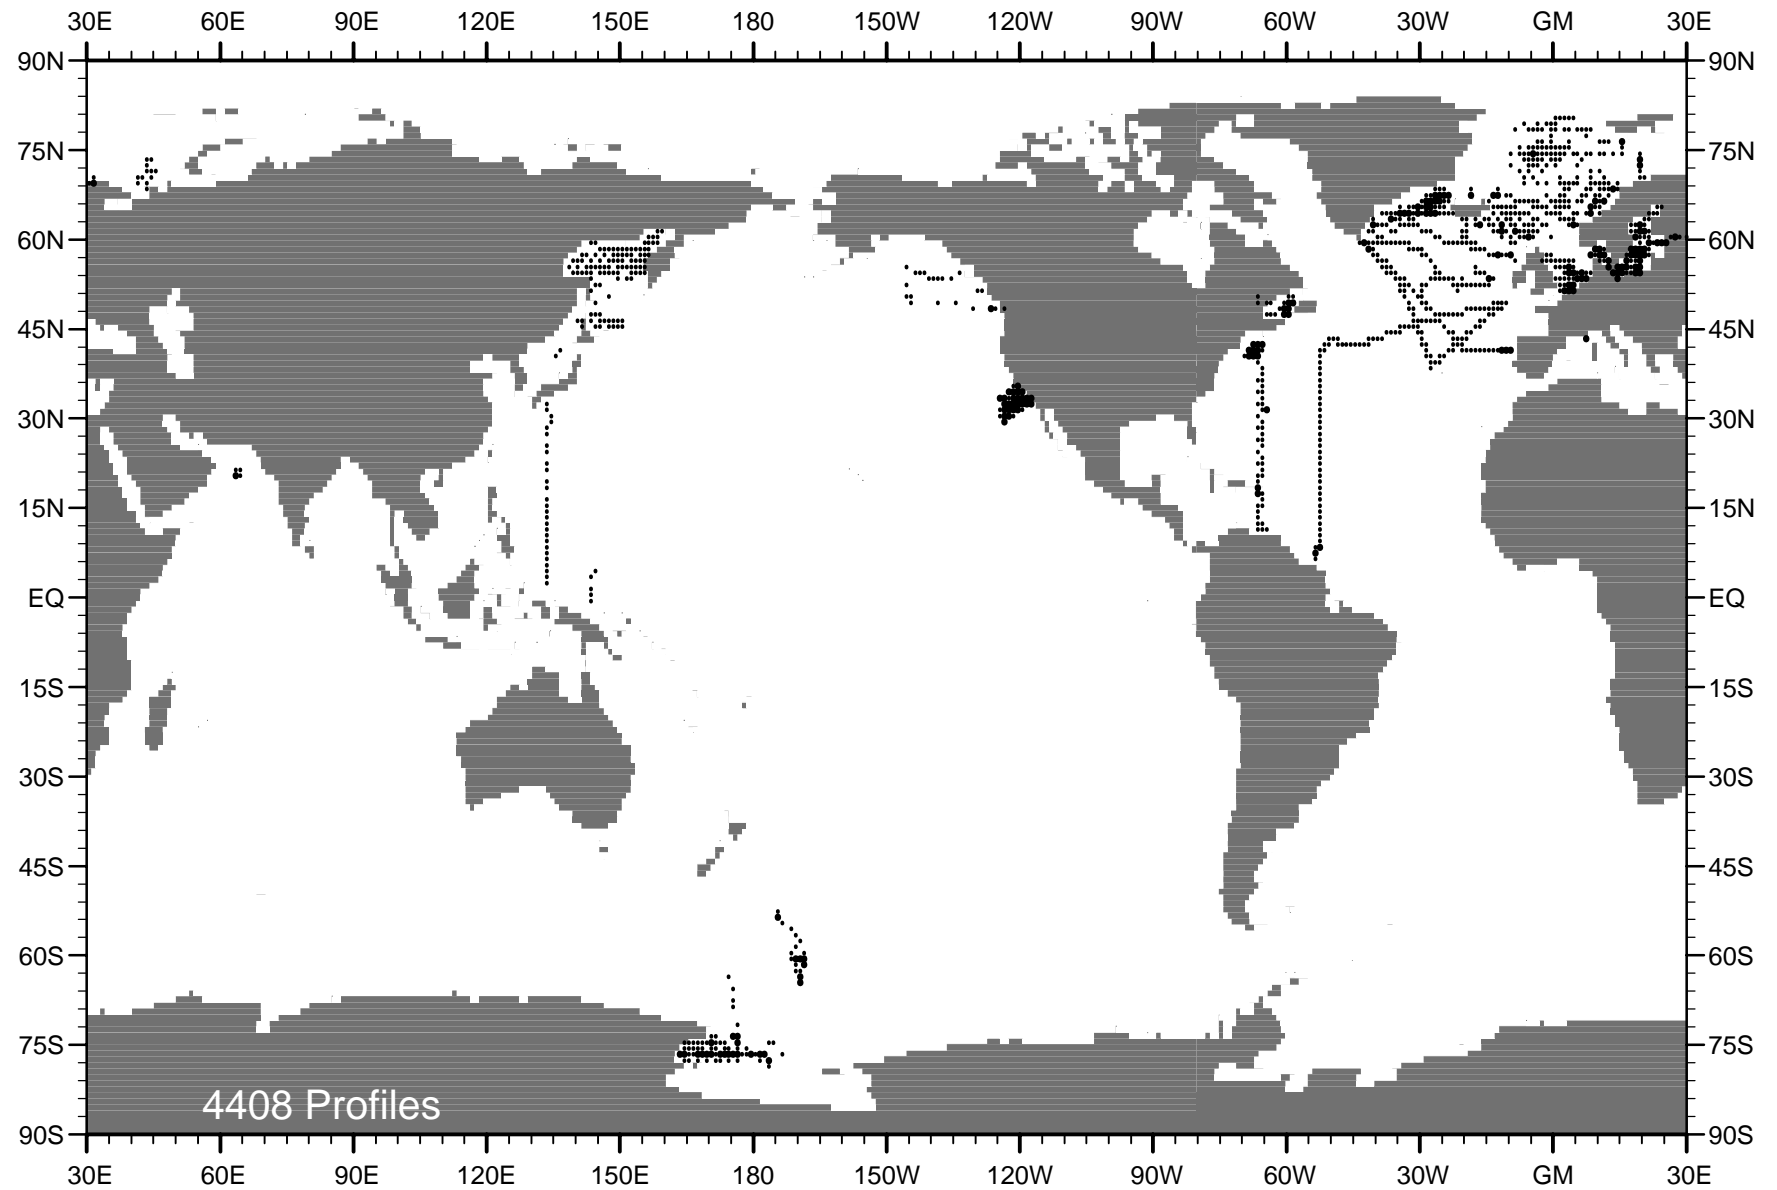 30E 60E 90E 120E 150E 180 150W 120W 90W 60W 30W GM 30E
90N 90N
75N 75N
60N 60N
45N 45N
30N 30N
15N 15N
EQ EQ
15S 15S
30S 30S
45S 45S
60S 60S
75S 75S
4408 Profiles
90S 90S
30E 60E 90E 120E 150E 180 150W 120W 90W 60W 30W GM 30E